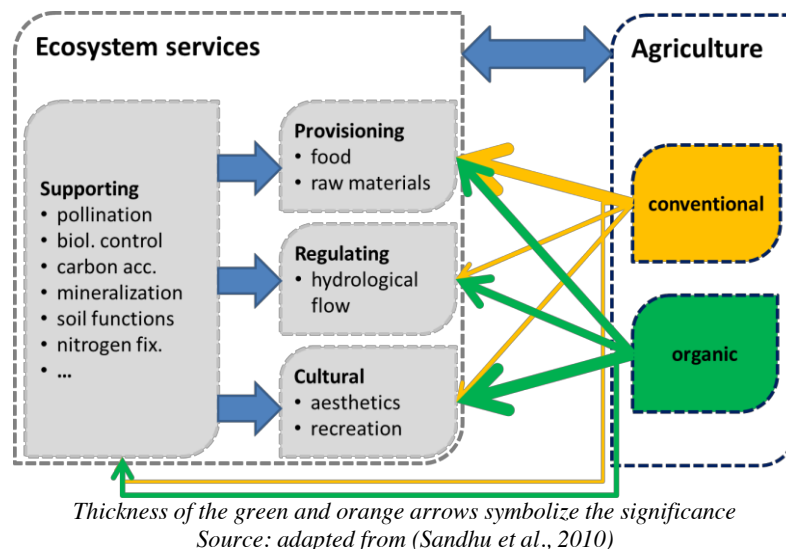 Ecosystem services
Agriculture
Supporting
• pollination
• biol. control
• carbon acc.
• mineralization
• soil functions
• nitrogen fix.
• ...
Provisioning
• food
• raw materials
Regulating
• hydrological
flow
Cultural
• aesthetics
• recreation
conventional
organic
Thickness of the green and orange arrows symbolize the significance
Source: adapted from (Sandhu et al., 2010)